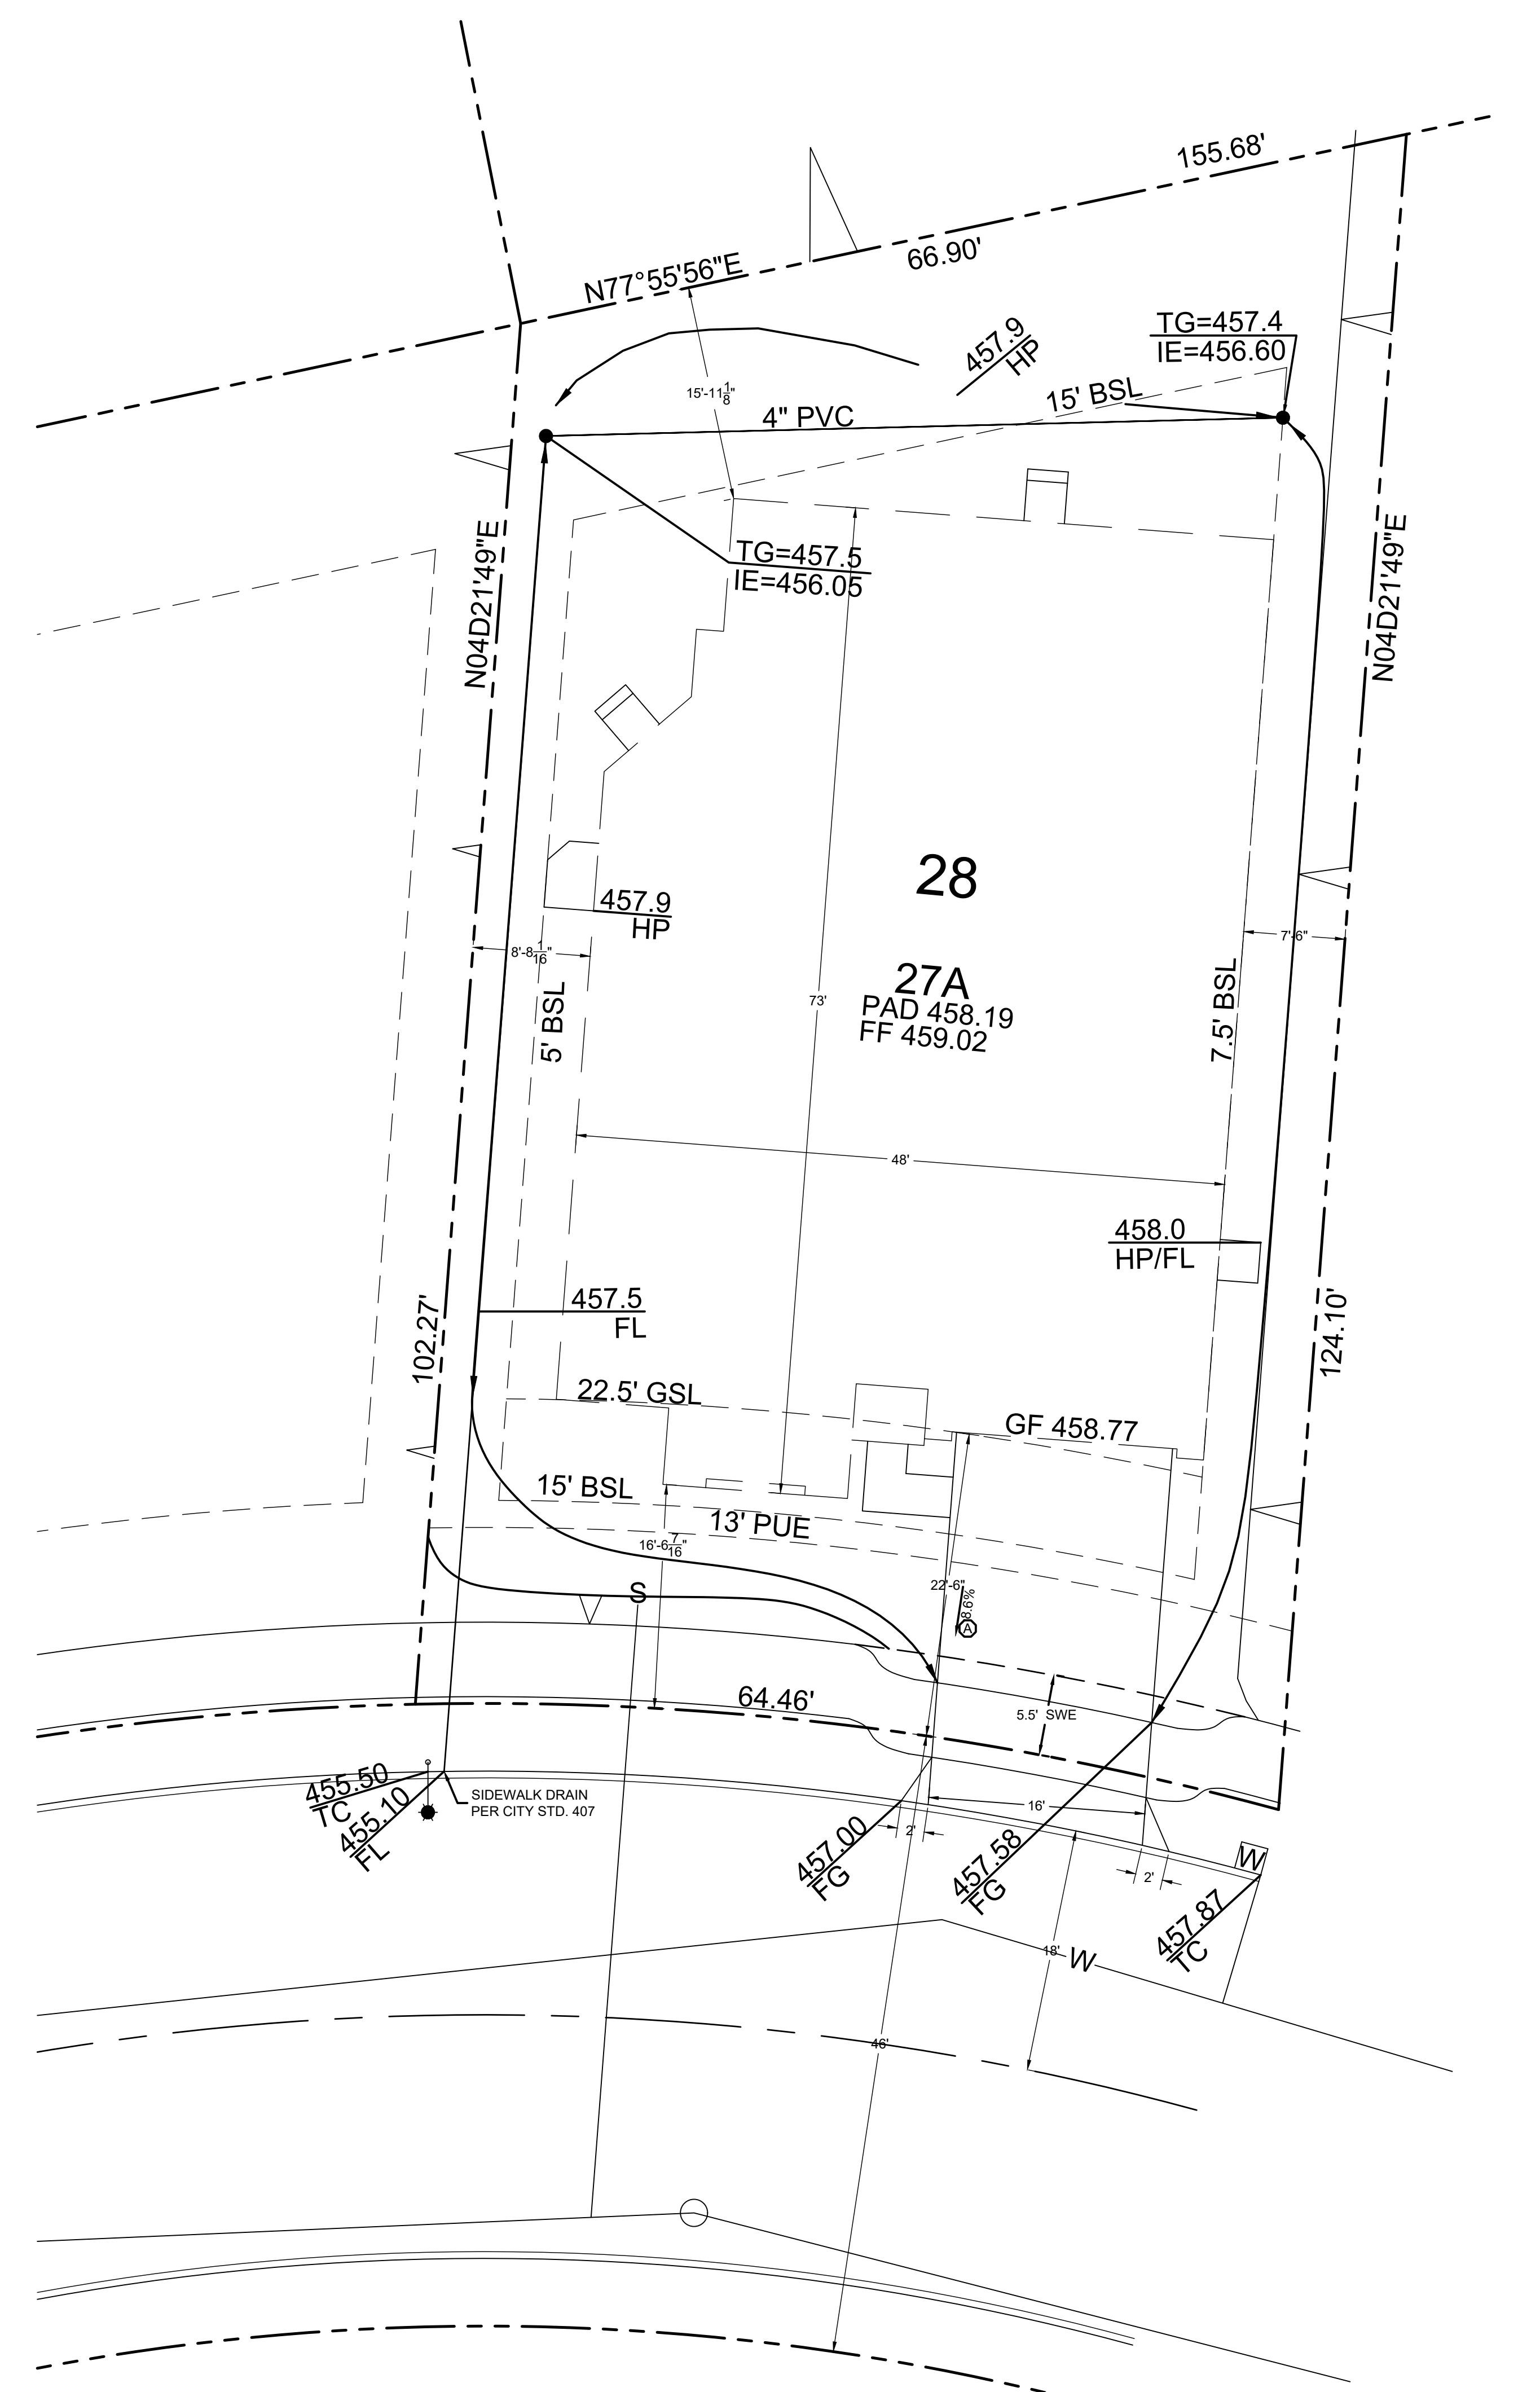 155.68'
66.90'
N77°55'56"E
457.9
HP
TG=457.4
IE=456.60
15'-11 1/8"
15' BSL
4" PVC
TG=457.5
IE=456.05
N04D21'49"E
N04D21'49"E
28
457.9
HP
8'-8 1/16"
7'-6"
27A
PAD 458.19
FF 459.02
73'
5' BSL
7.5' BSL
48'
458.0
HP/FL
457.5
FL
102.27'
124.10'
22.5' GSL
GF 458.77
15' BSL
13' PUE
16'-6 7/16"
22'-6"
8.6%
A
S
64.46'
5.5' SWE
455.50
TC
455.10
FL
SIDEWALK DRAIN
PER CITY STD. 407
16'
2'
457.00
FG
457.58
FG
2'
W
457.87
TC
18'
W
46'